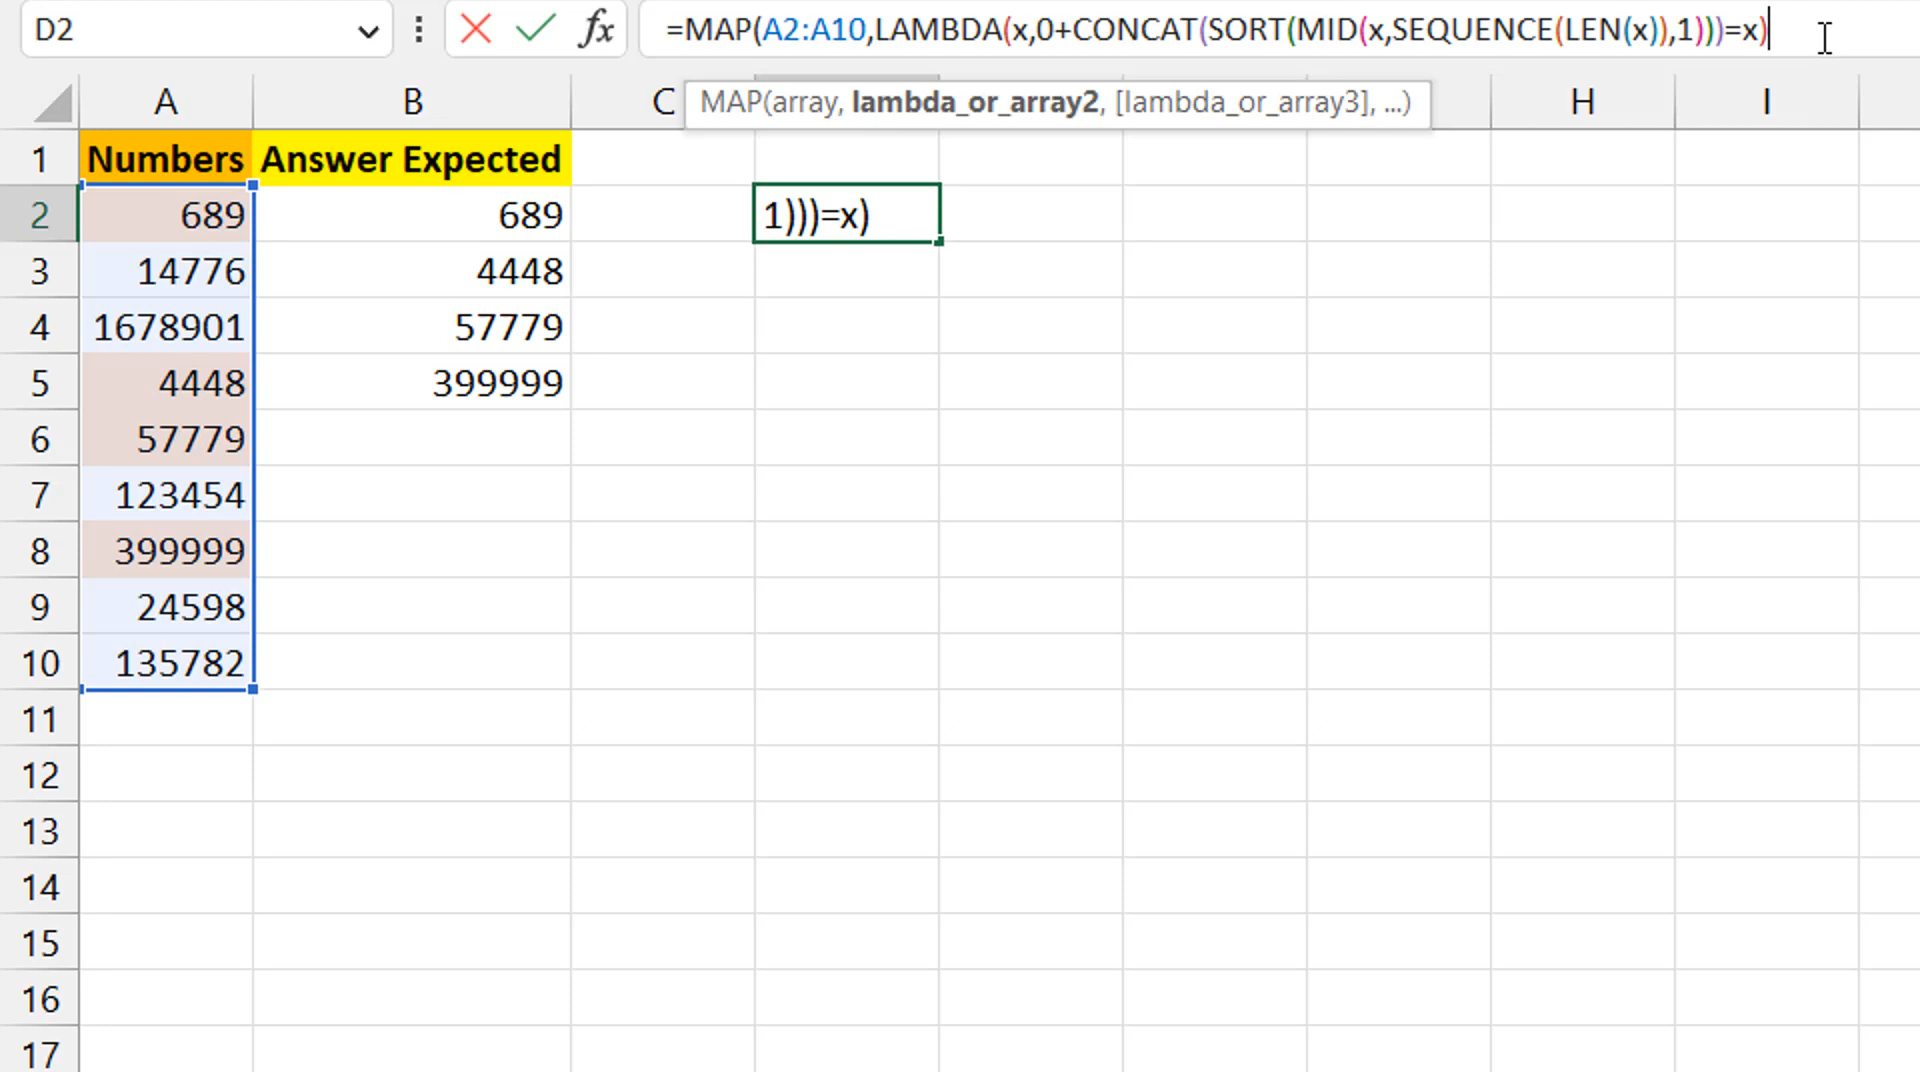 D2 fx =MAP(A2:A10,LAMBDA(x,0+CONCAT(SORT(MID(x,SEQUENCE(LEN(x)),1)))=x)
MAP(array, lambda_or_array2, [lambda_or_array3], ...)
A B C H I
1 Numbers Answer Expected
2 689 689 1)))=x)
3 14776 4448
4 1678901 57779
5 4448 399999
6 57779
7 123454
8 399999
9 24598
10 135782
11
12
13
14
15
16
17